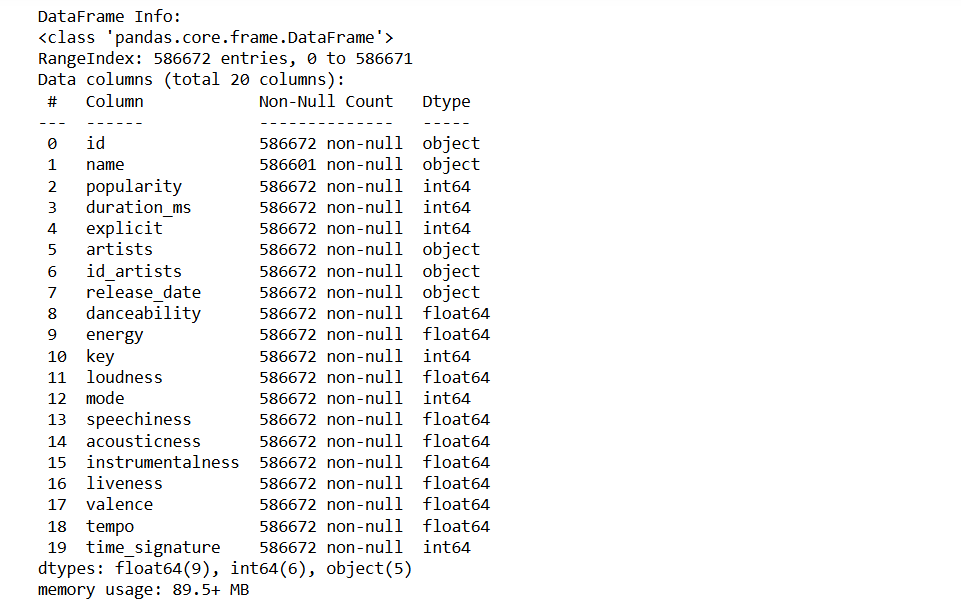 DataFrame Info:
<class 'pandas.core.frame.DataFrame'>
RangeIndex: 586672 entries, 0 to 586671
Data columns (total 20 columns):
 #   Column            Non-Null Count   Dtype
---  ------            --------------   -----
 0   id                586672 non-null  object
 1   name              586601 non-null  object
 2   popularity        586672 non-null  int64
 3   duration_ms       586672 non-null  int64
 4   explicit          586672 non-null  int64
 5   artists           586672 non-null  object
 6   id_artists        586672 non-null  object
 7   release_date      586672 non-null  object
 8   danceability      586672 non-null  float64
 9   energy            586672 non-null  float64
 10  key               586672 non-null  int64
 11  loudness          586672 non-null  float64
 12  mode              586672 non-null  int64
 13  speechiness       586672 non-null  float64
 14  acousticness      586672 non-null  float64
 15  instrumentalness  586672 non-null  float64
 16  liveness          586672 non-null  float64
 17  valence           586672 non-null  float64
 18  tempo             586672 non-null  float64
 19  time_signature    586672 non-null  int64
dtypes: float64(9), int64(6), object(5)
memory usage: 89.5+ MB